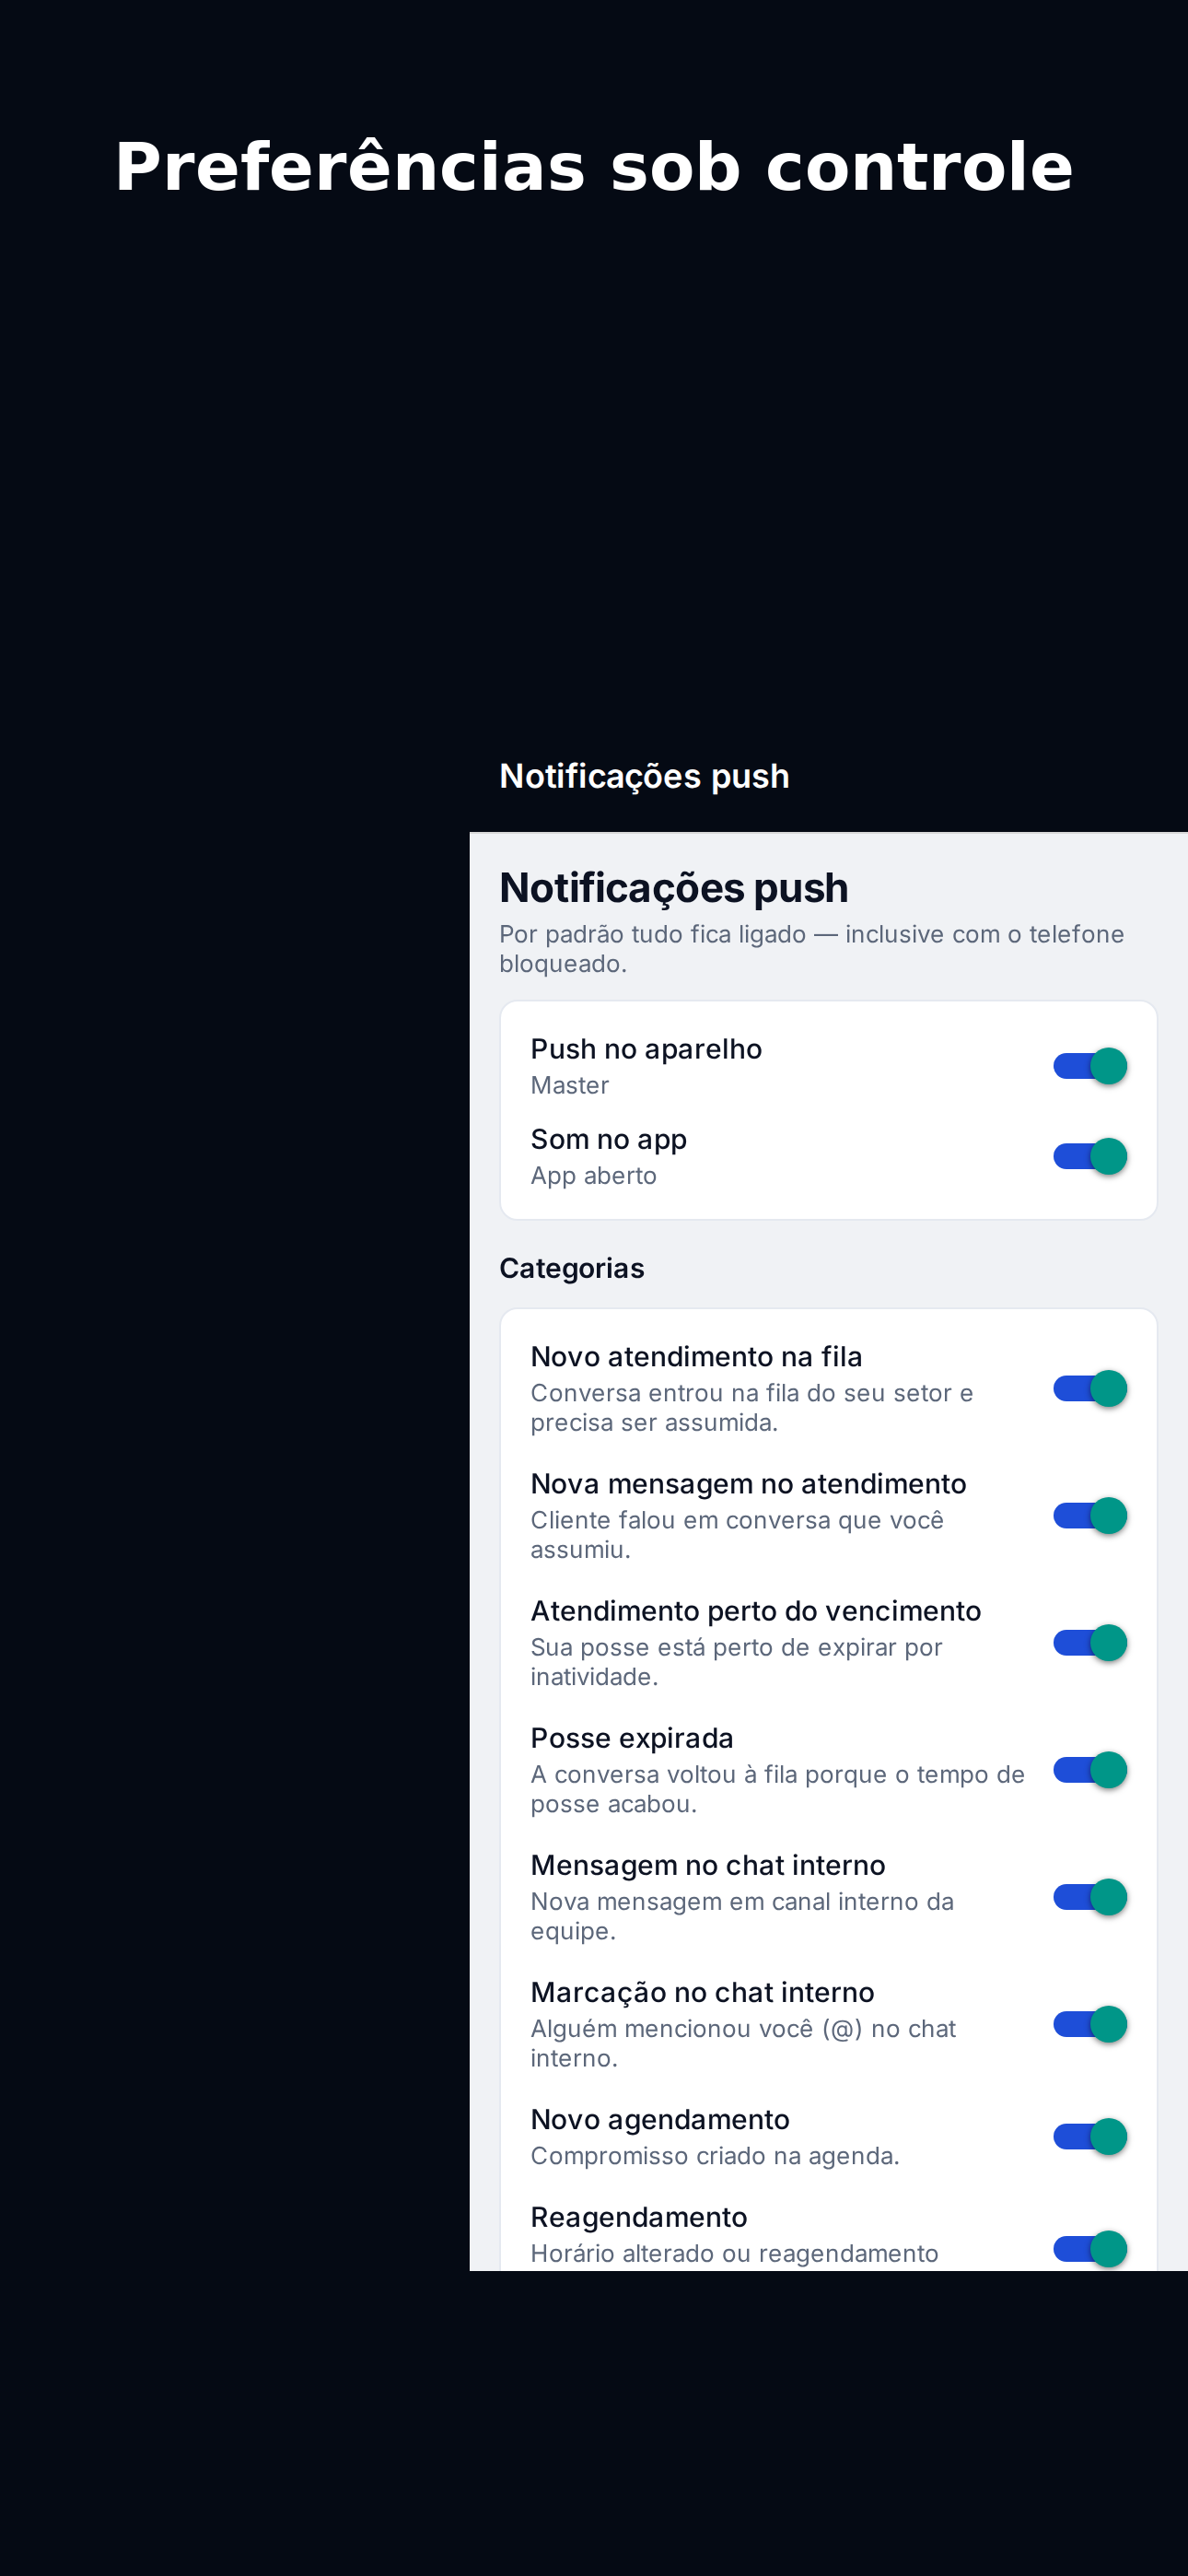 Preferências sob controle
Notificações push
Notificações push
Por padrão tudo fica ligado — inclusive com o telefone
bloqueado.
Push no aparelho
Master
Som no app
App aberto
Categorias
Novo atendimento na fila
Conversa entrou na fila do seu setor e
precisa ser assumida.
Nova mensagem no atendimento
Cliente falou em conversa que você
assumiu.
Atendimento perto do vencimento
Sua posse está perto de expirar por
inatividade.
Posse expirada
A conversa voltou à fila porque o tempo de
posse acabou.
Mensagem no chat interno
Nova mensagem em canal interno da
equipe.
Marcação no chat interno
Alguém mencionou você (@) no chat
interno.
Novo agendamento
Compromisso criado na agenda.
Reagendamento
Horário alterado ou reagendamento